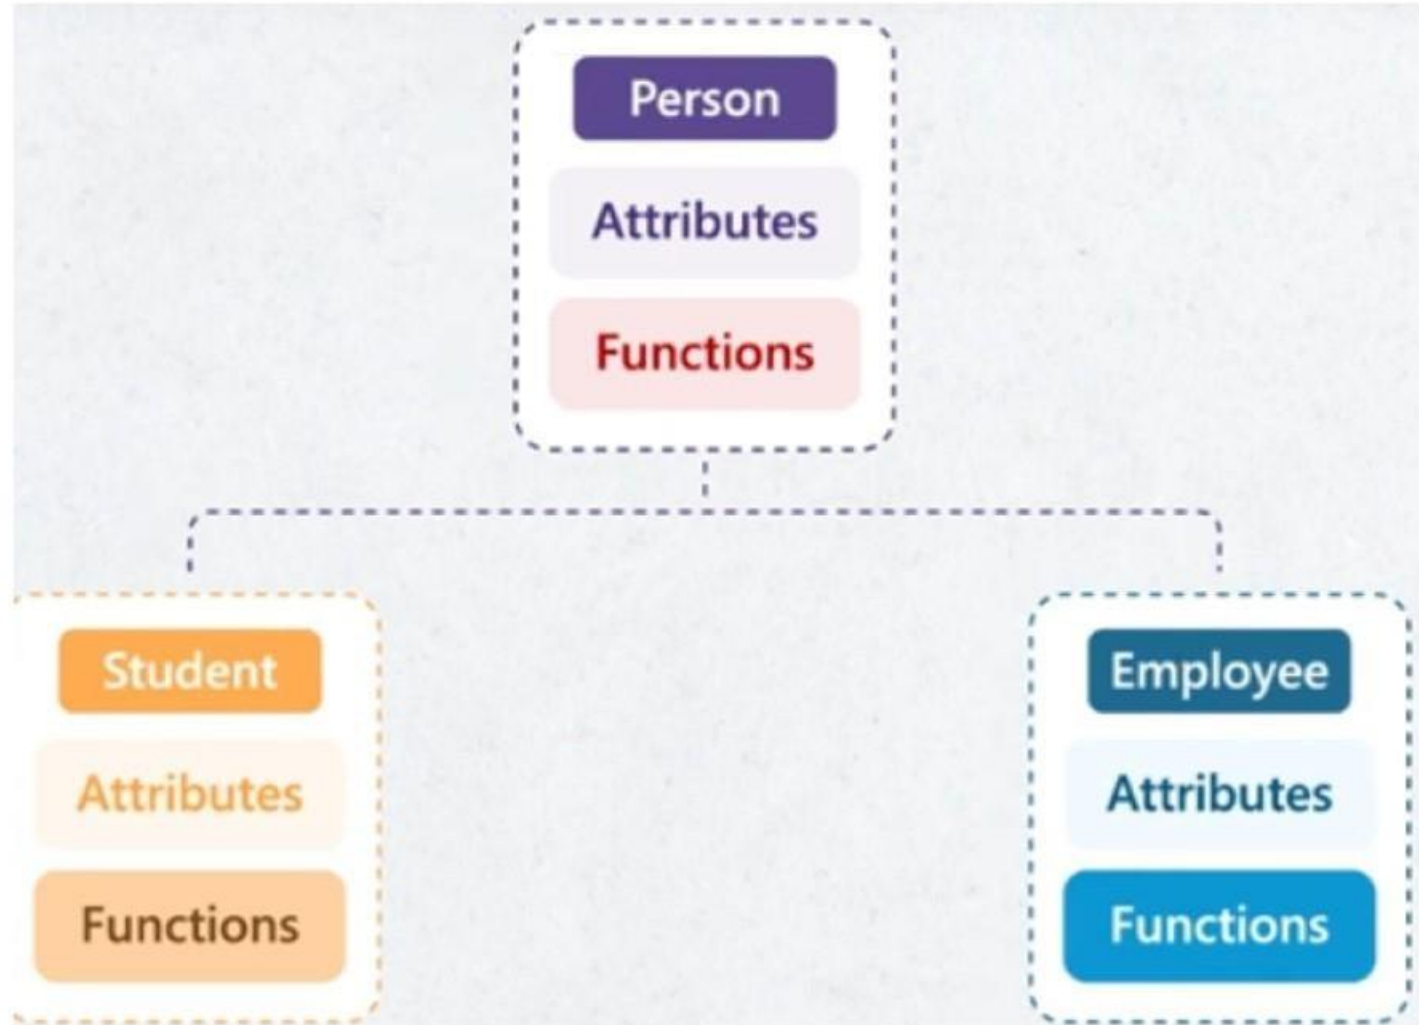 Person
Attributes
Functions
Student
Attributes
Functions
Employee
Attributes
Functions